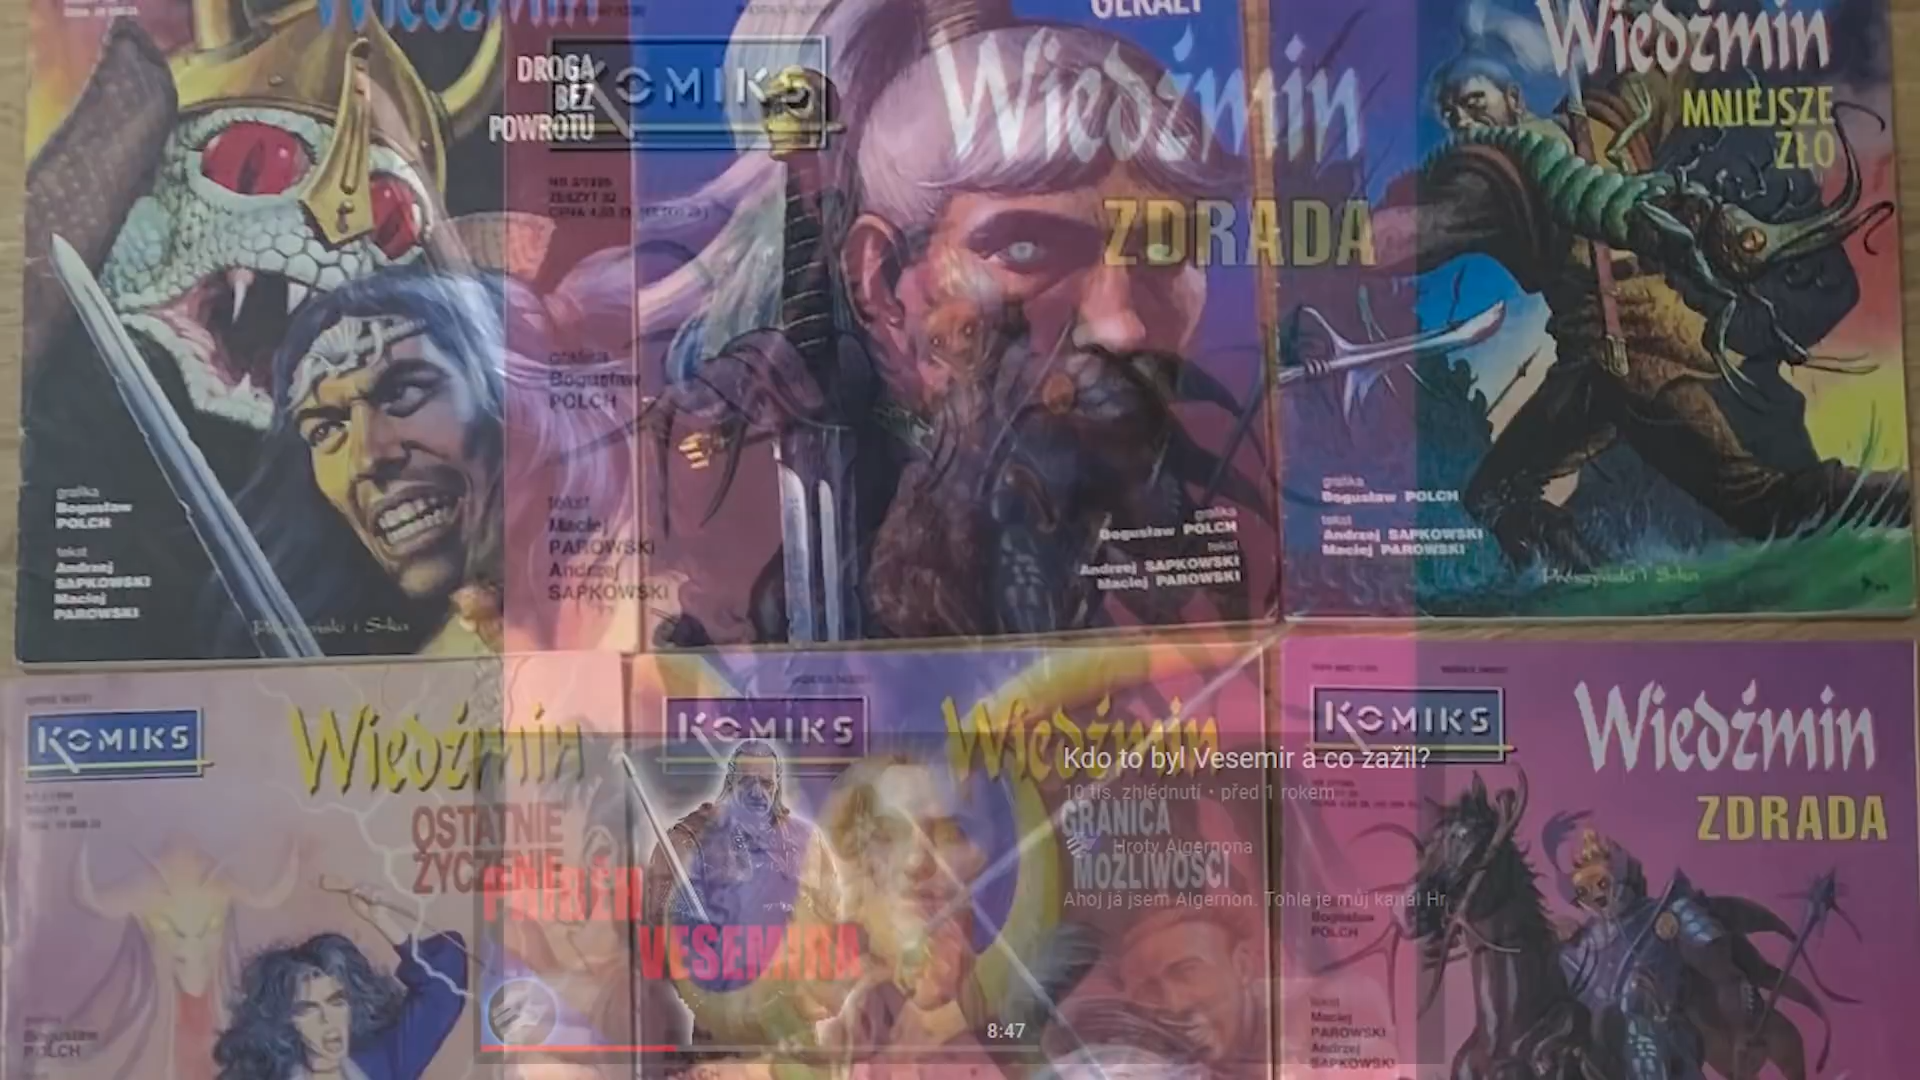 Wiedźmin
DROGA
BEZ
POWROTU
KOMIKS
GERALT
Wiedźmin
ZDRADA
Wiedźmin
MNIEJSZE
ZŁO
grafika
Bogusław
POLCH
tekst
Andrzej
SAPKOWSKI
Maciej
PAROWSKI
grafika
Bogusław
POLCH
tekst
Maciej
PAROWSKI
Andrzej
SAPKOWSKI
grafika
Bogusław POLCH
tekst
Andrzej SAPKOWSKI
Maciej PAROWSKI
grafika
Bogusław POLCH
tekst
Andrzej SAPKOWSKI
Maciej PAROWSKI
KOMIKS
Wiedźmin
OSTATNIE
ŻYCZENIE
Bogusław
POLCH
KOMIKS
Wiedźmin
GRANICA
MOŻLIWOŚCI
POLCH
KOMIKS
Wiedźmin
ZDRADA
Bogusław
POLCH
tekst
Maciej
PAROWSKI
Andrzej
SAPKOWSKI
PŘÍBĚH
VESEMIRA
8:47
Kdo to byl Vesemir a co zažil?
10 tis. zhlédnutí • před 1 rokem
Hroty Algernona
Ahoj já jsem Algernon. Tohle je můj kanál Hr